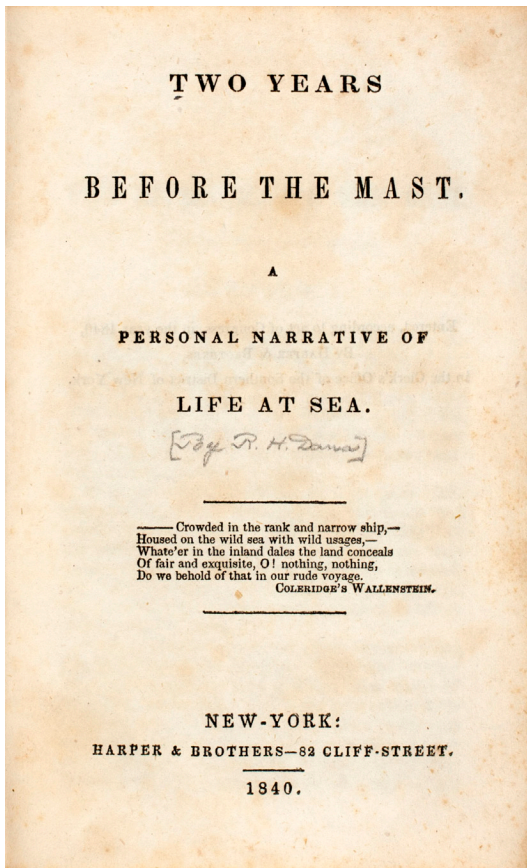 TWO YEARS
BEFORE THE MAST.
A
PERSONAL NARRATIVE OF
LIFE AT SEA.
[By R. H. Dana]
—— Crowded in the rank and narrow ship,—
Housed on the wild sea with wild usages,—
Whate'er in the inland dales the land conceals
Of fair and exquisite, O! nothing, nothing,
Do we behold of that in our rude voyage.
COLERIDGE'S WALLENSTEIN.
NEW-YORK:
HARPER & BROTHERS—82 CLIFF-STREET.
1840.